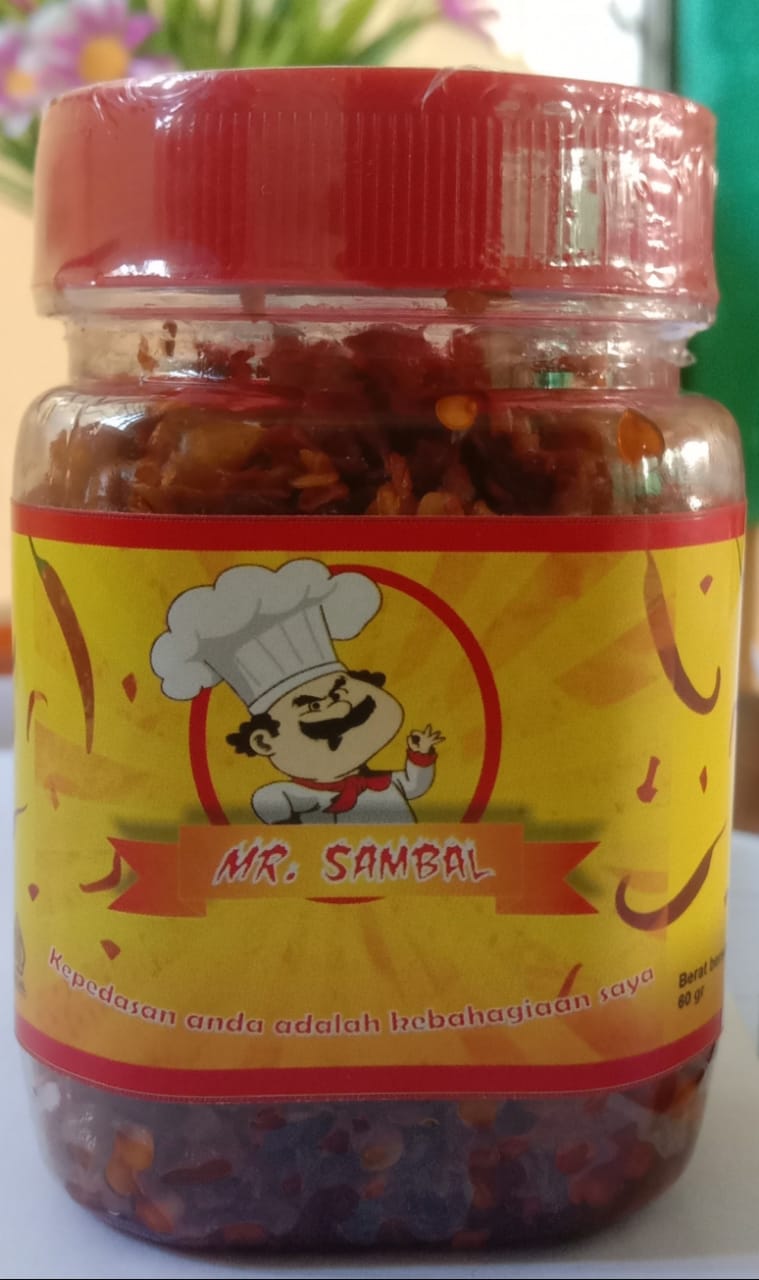 MR. SAMBAL
Kepedasan anda adalah kebahagiaan saya
Berat
60 gr